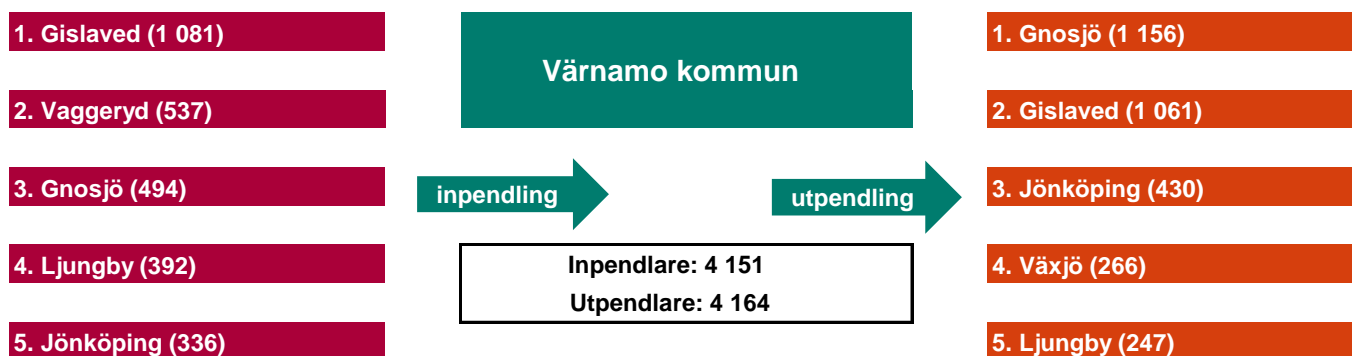 1. Gislaved (1 081)
2. Vaggeryd (537)
3. Gnosjö (494)
4. Ljungby (392)
5. Jönköping (336)
Värnamo kommun
inpendling
utpendling
Inpendlare: 4 151
Utpendlare: 4 164
1. Gnosjö (1 156)
2. Gislaved (1 061)
3. Jönköping (430)
4. Växjö (266)
5. Ljungby (247)